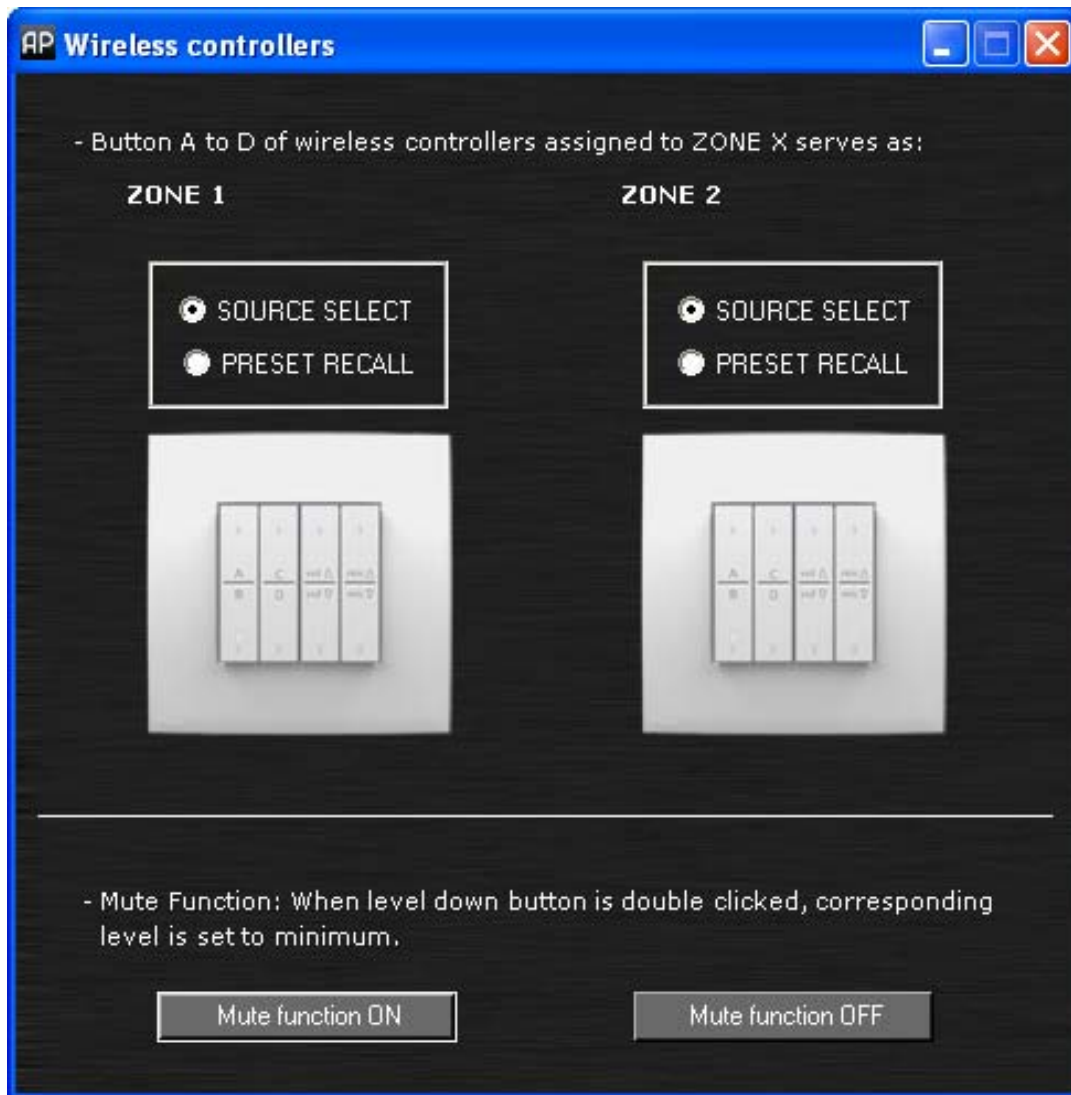 AP Wireless controllers
- Button A to D of wireless controllers assigned to ZONE X serves as:
ZONE 1
ZONE 2
SOURCE SELECT
PRESET RECALL
SOURCE SELECT
PRESET RECALL
A C
B D
A C
B D
- Mute Function: When level down button is double clicked, corresponding
level is set to minimum.
Mute function ON
Mute function OFF